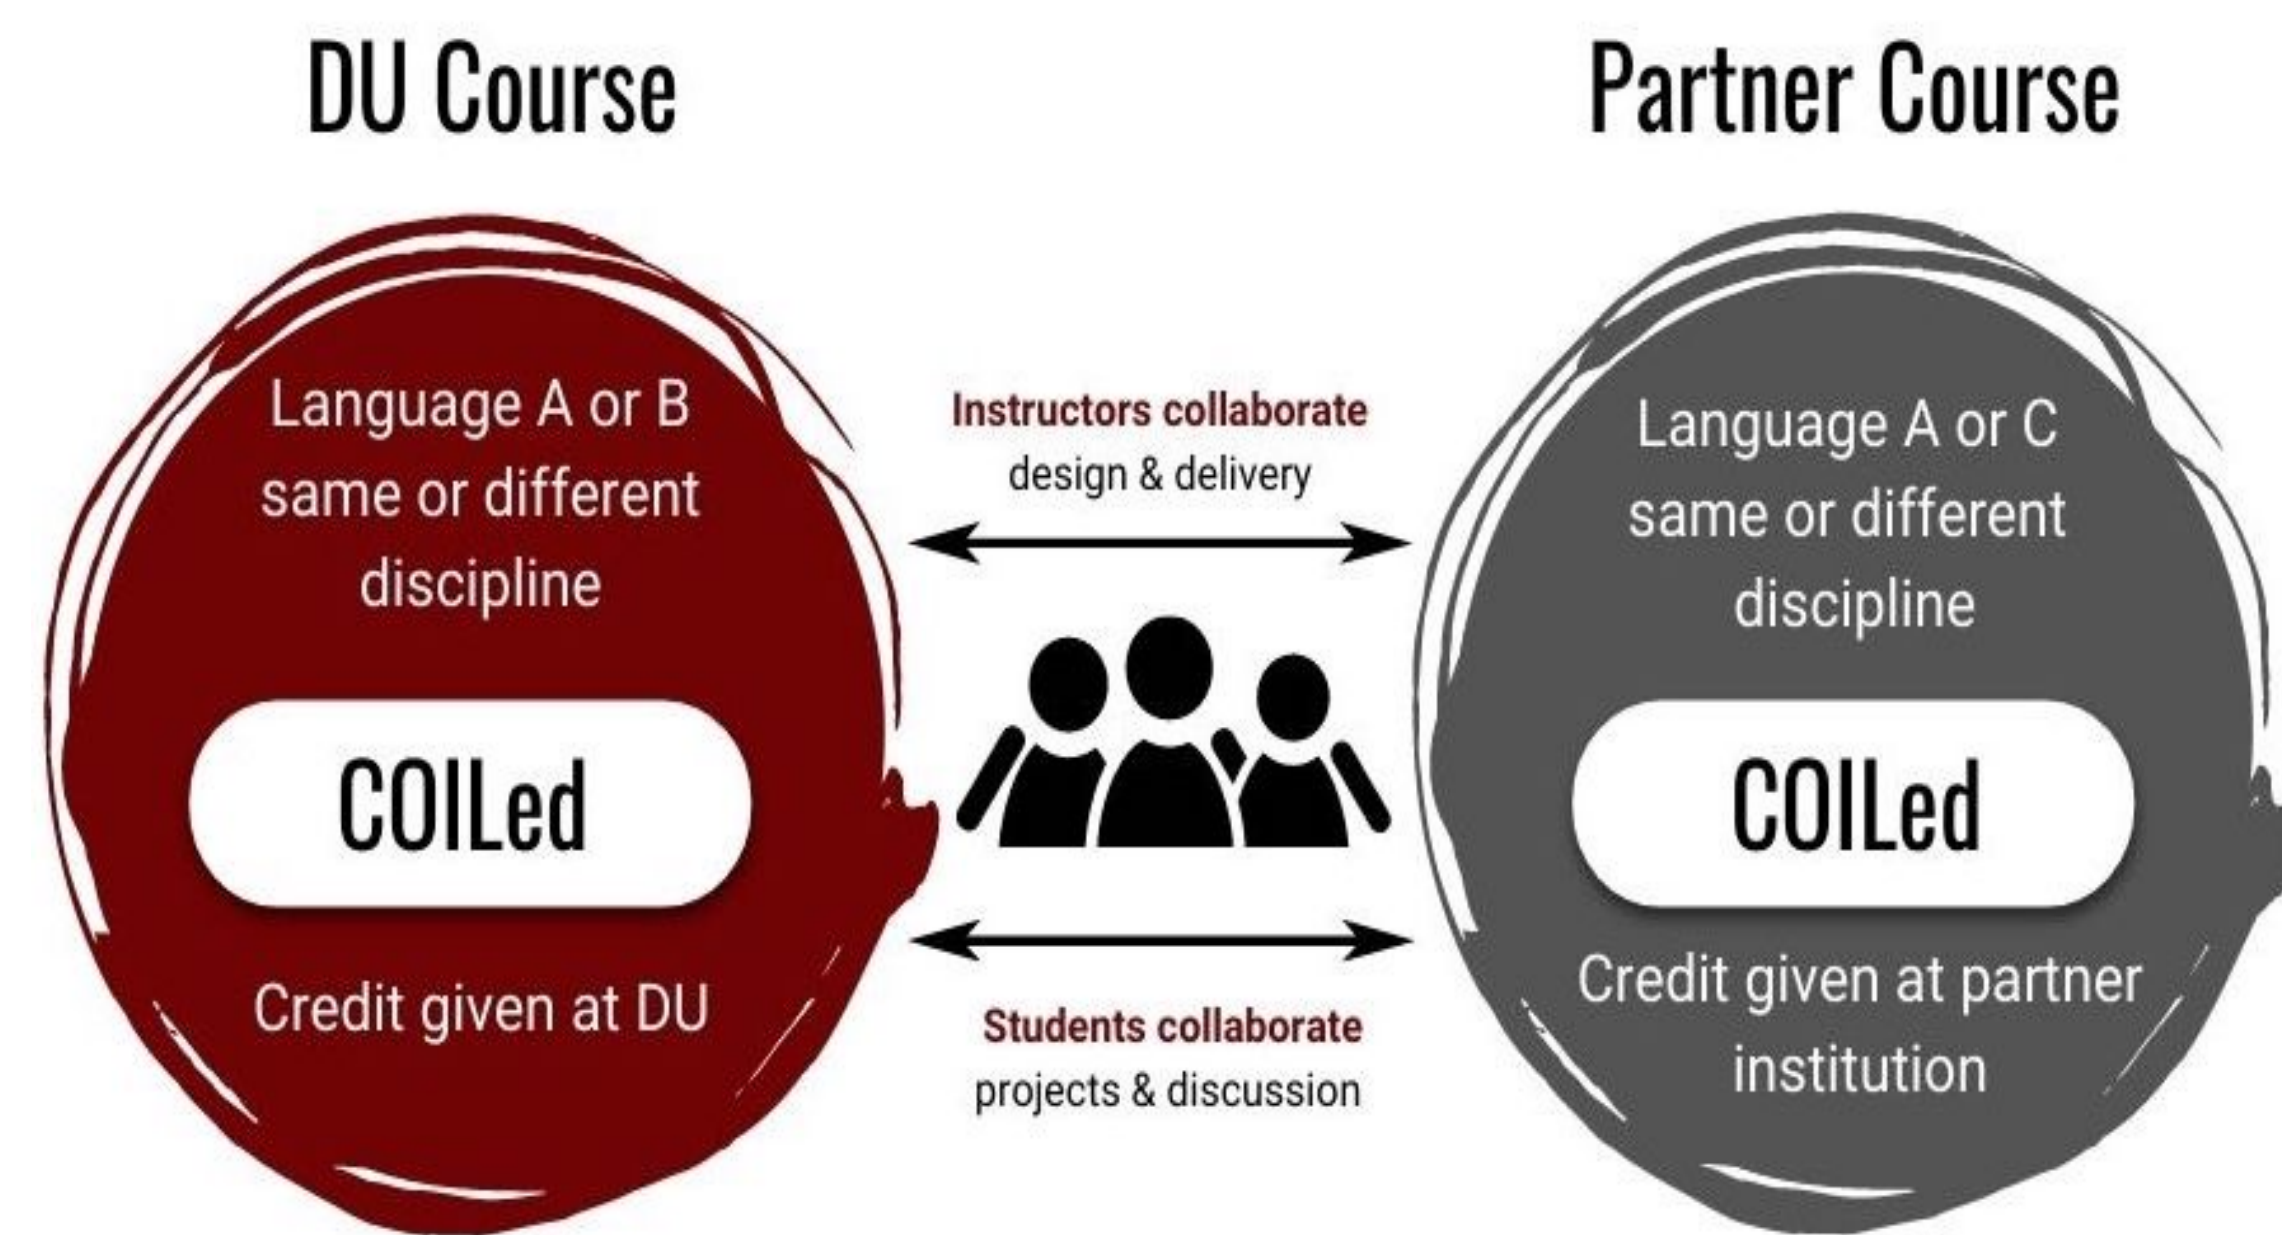 DU Course
Language A or B
same or different
discipline
COILed
Credit given at DU
Instructors collaborate
design & delivery
Students collaborate
projects & discussion
Partner Course
Language A or C
same or different
discipline
COILed
Credit given at partner
institution